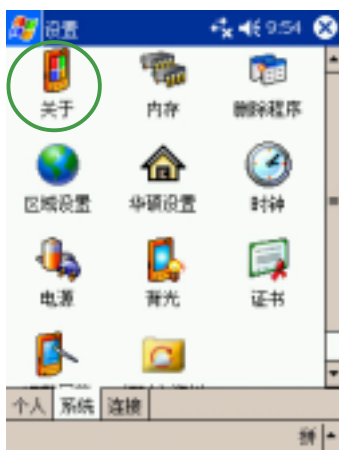 设置 9:54
关于 内存 删除程序
区域设置 华硕设置 时钟
电源 背光 证书
个人 系统 连接
拼